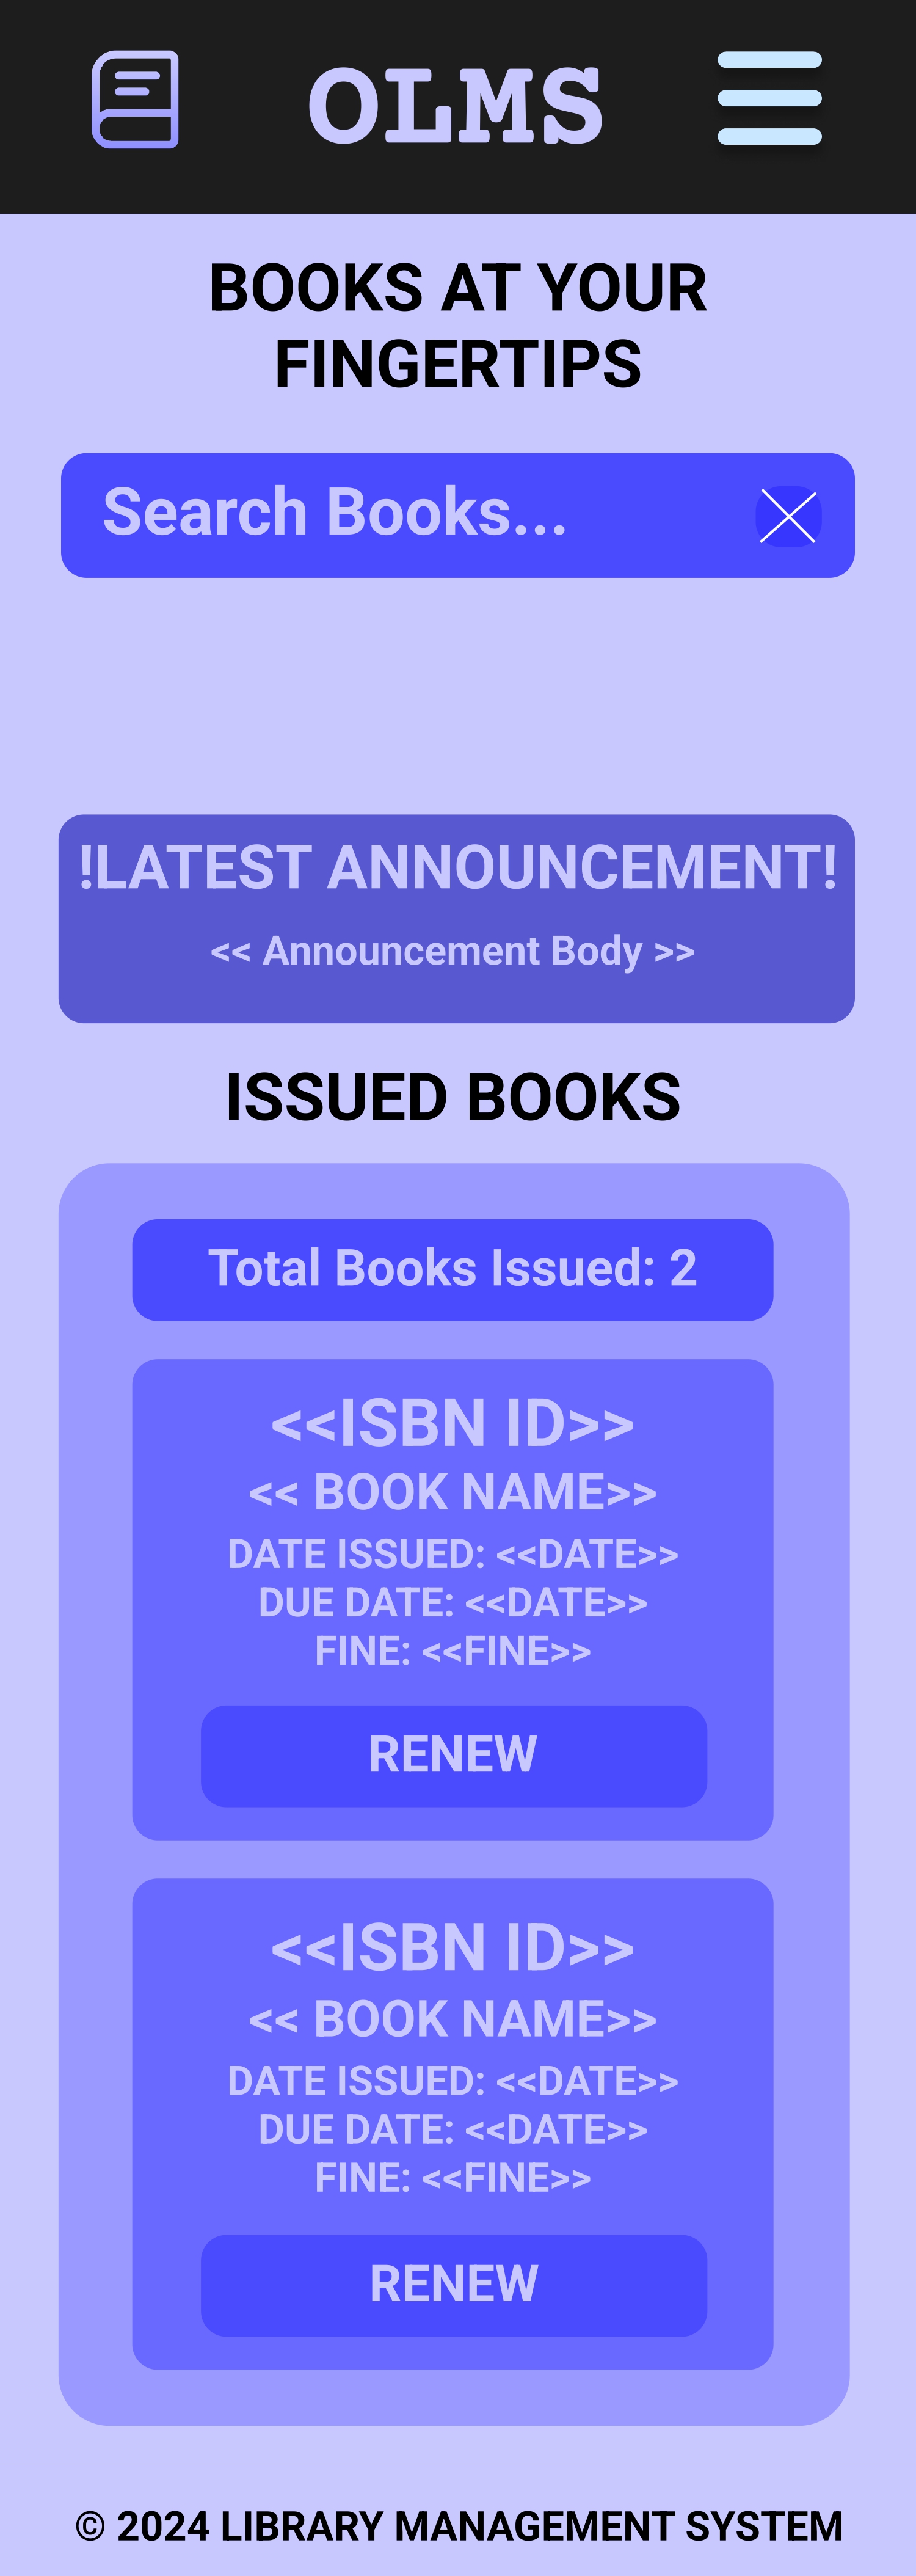 OLMS
BOOKS AT YOUR
FINGERTIPS
Search Books...
!LATEST ANNOUNCEMENT!
<< Announcement Body >>
ISSUED BOOKS
Total Books Issued: 2
<<ISBN ID>>
<< BOOK NAME>>
DATE ISSUED: <<DATE>>
DUE DATE: <<DATE>>
FINE: <<FINE>>
RENEW
<<ISBN ID>>
<< BOOK NAME>>
DATE ISSUED: <<DATE>>
DUE DATE: <<DATE>>
FINE: <<FINE>>
RENEW
© 2024 LIBRARY MANAGEMENT SYSTEM